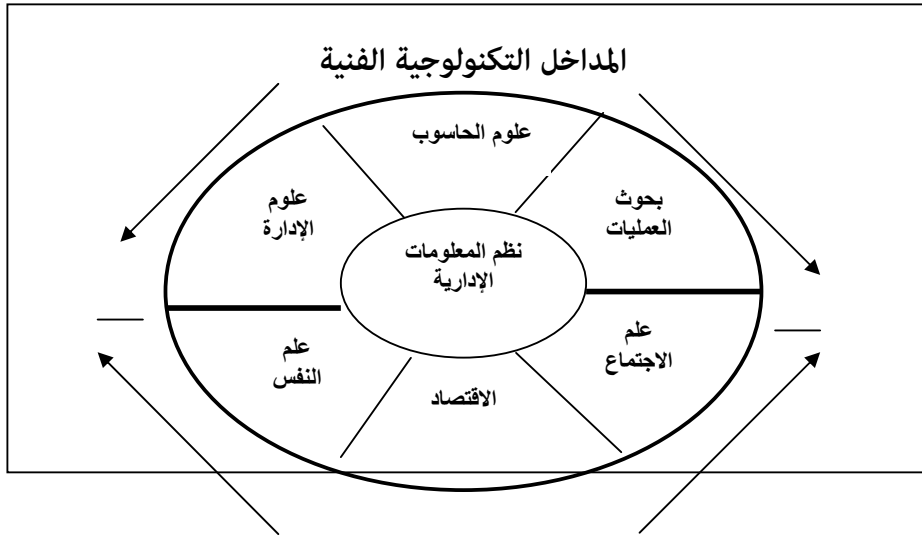 المداخل التكنولوجية الفنية
علوم الحاسوب
بحوث
العمليات
علوم
الإدارة
نظم المعلومات
الإدارية
علم
الاجتماع
علم
النفس
الاقتصاد